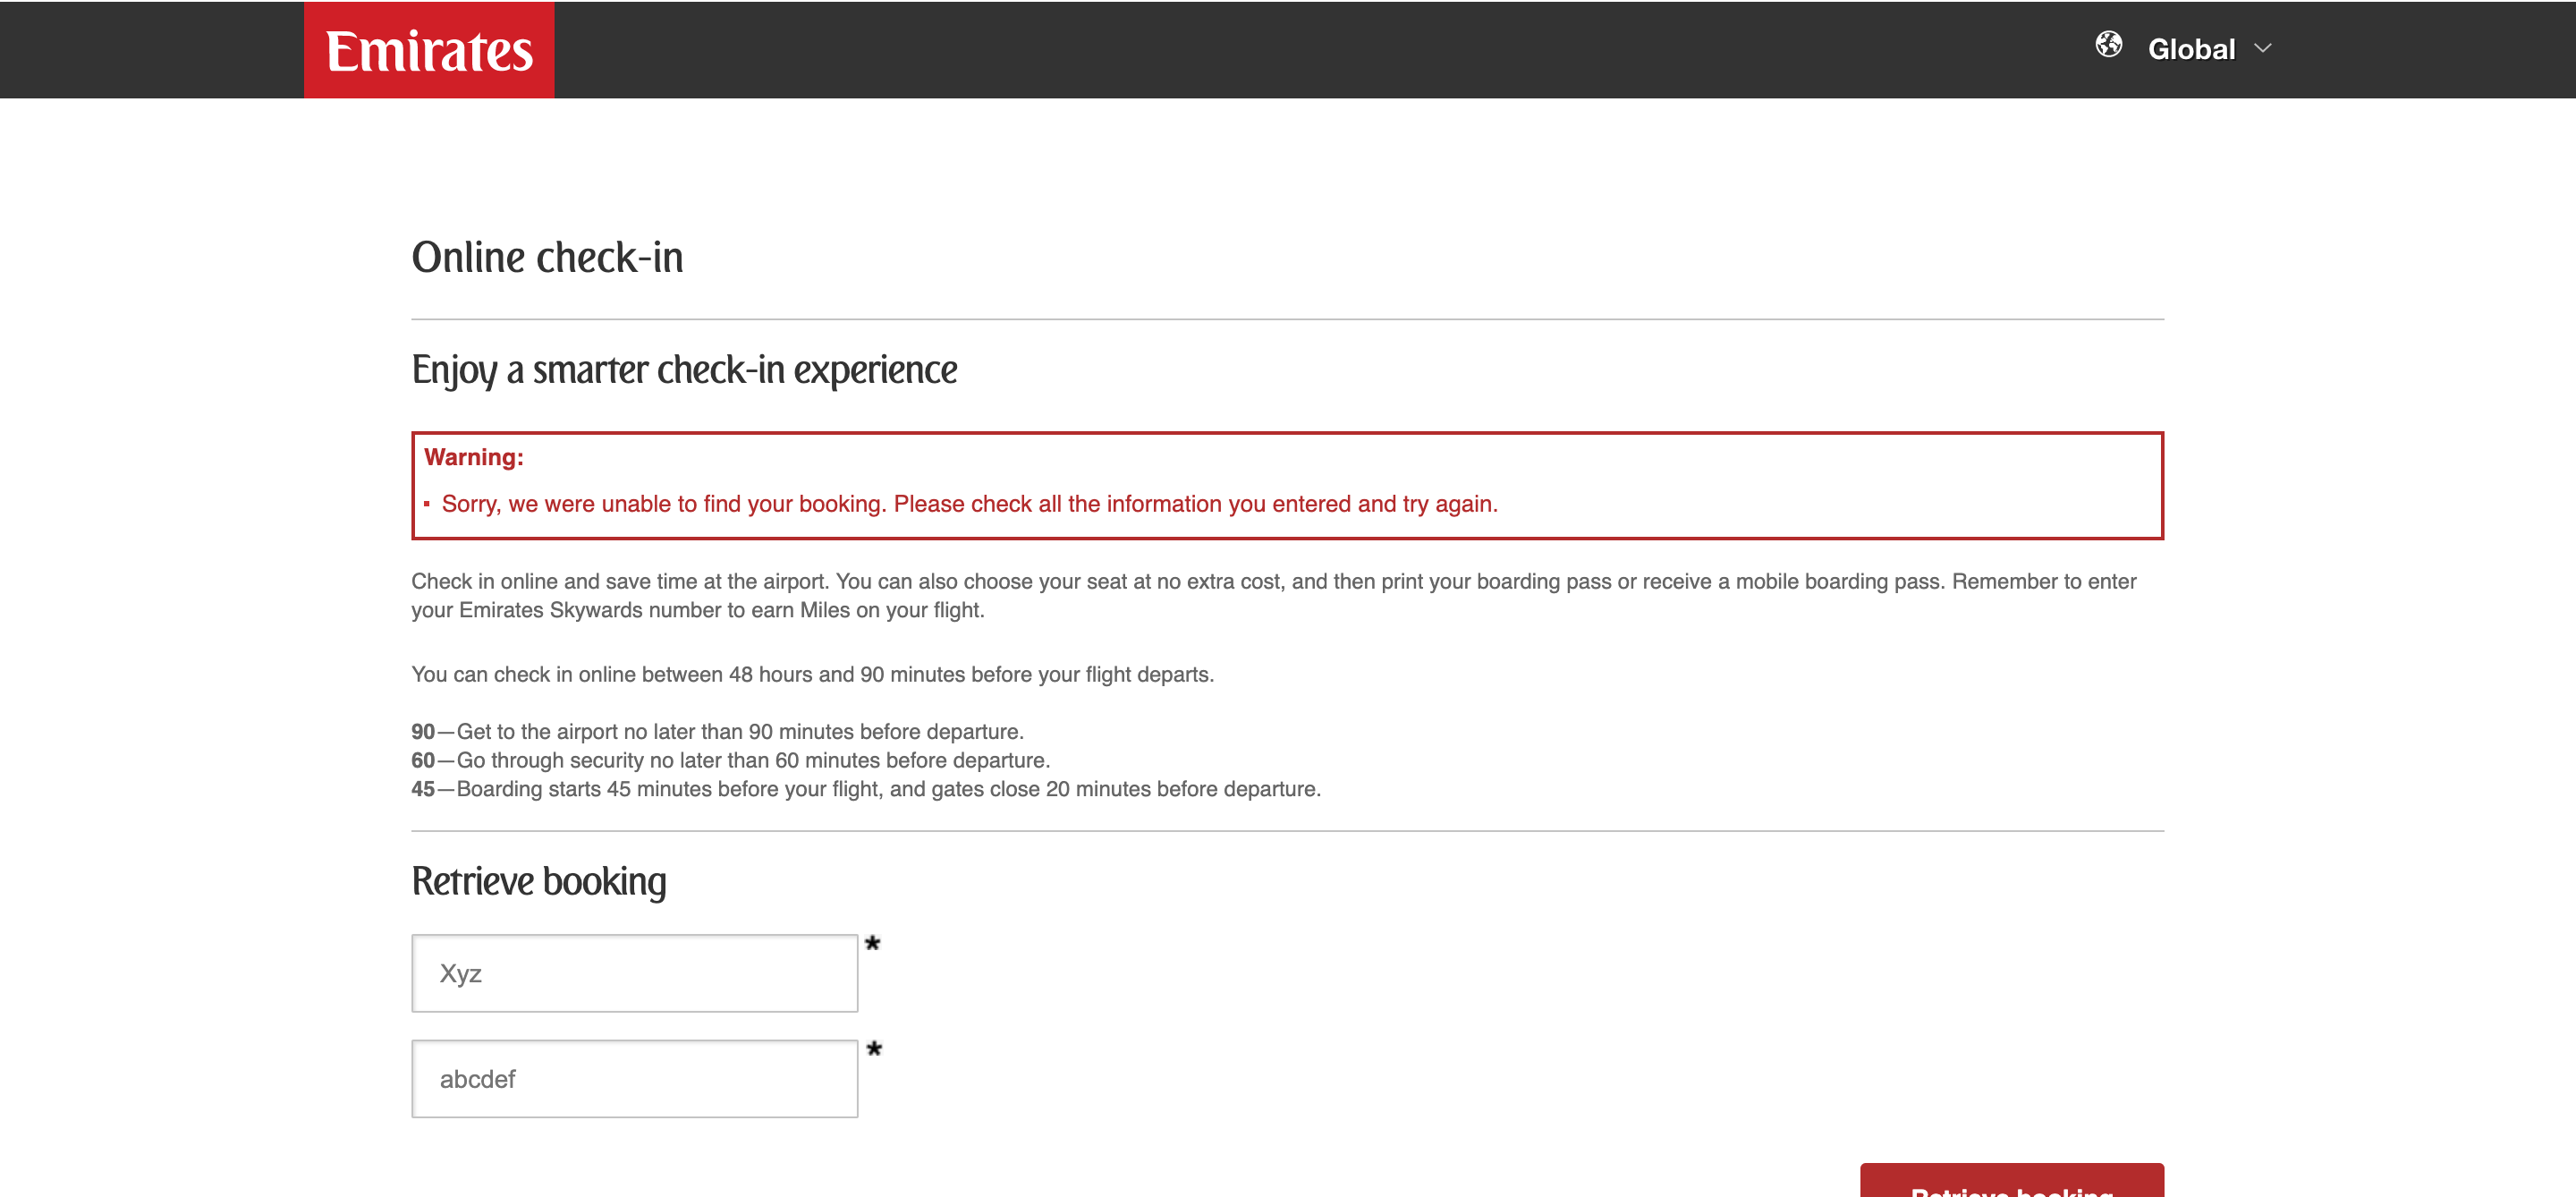 Emirates
Global
Online check-in
Enjoy a smarter check-in experience
Warning:
Sorry, we were unable to find your booking. Please check all the information you entered and try again.
Check in online and save time at the airport. You can also choose your seat at no extra cost, and then print your boarding pass or receive a mobile boarding pass. Remember to enter
your Emirates Skywards number to earn Miles on your flight.
You can check in online between 48 hours and 90 minutes before your flight departs.
90—Get to the airport no later than 90 minutes before departure.
60—Go through security no later than 60 minutes before departure.
45—Boarding starts 45 minutes before your flight, and gates close 20 minutes before departure.
Retrieve booking
Xyz *
abcdef *
Retrieve booking